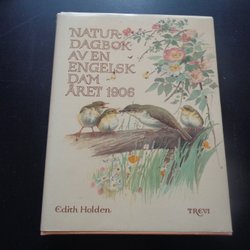 NATUR-
DAGBOK
AV EN
ENGELSK
DAM -
ÅRET 1906
Edith Holden
TREVI